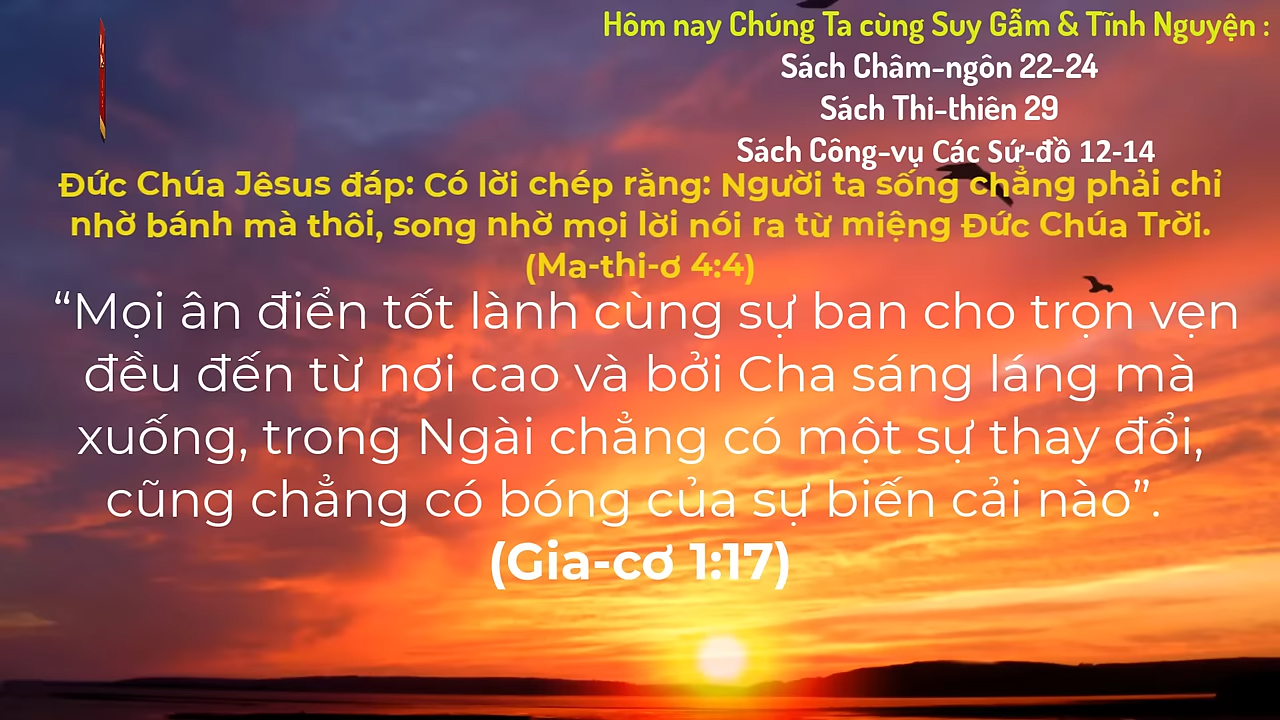 Hôm nay Chúng Ta cùng Suy Gẫm & Tĩnh Nguyện :
Sách Châm-ngôn 22-24
Sách Thi-thiên 29
Sách Công-vụ Các Sứ-đồ 12-14
Đức Chúa Jêsus đáp: Có lời chép rằng: Người ta sống chẳng phải chỉ
nhờ bánh mà thôi, song nhờ mọi lời nói ra từ miệng Đức Chúa Trời.
(Ma-thi-ơ 4:4)
“Mọi ân điển tốt lành cùng sự ban cho trọn vẹn
đều đến từ nơi cao và bởi Cha sáng láng mà
xuống, trong Ngài chẳng có một sự thay đổi,
cũng chẳng có bóng của sự biến cải nào”.
(Gia-cơ 1:17)